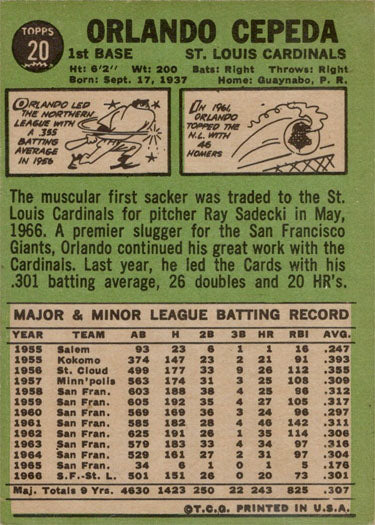 TOPPS
20
ORLANDO CEPEDA
1st BASE ST. LOUIS CARDINALS
Ht: 6'2" Wt: 200 Bats: Right Throws: Right
Born: Sept. 17, 1937 Home: Guaynabo, P. R.
ORLANDO LED
THE NORTHERN
LEAGUE WITH
A .355
BATTING
AVERAGE
IN 1956
IN 1961,
ORLANDO
TOPPED THE
N.L. WITH
46
HOMERS
The muscular first sacker was traded to the St.
Louis Cardinals for pitcher Ray Sadecki in May,
1966. A premier slugger for the San Francisco
Giants, Orlando continued his great work with the
Cardinals. Last year, he led the Cards with his
.301 batting average, 26 doubles and 20 HR's.
MAJOR & MINOR LEAGUE BATTING RECORD
YEAR TEAM AB H 2B 3B HR RBI AVG.
1955 Salem 93 23 6 1 1 16 .247
1955 Kokomo 374 147 23 2 21 91 .393
1956 St. Cloud 499 177 33 9 26 112 .355
1957 Minn'polis 563 174 31 3 25 108 .309
1958 San Fran. 603 188 38 4 25 96 .312
1959 San Fran. 605 192 35 4 27 105 .317
1960 San Fran. 569 169 36 3 24 96 .297
1961 San Fran. 585 182 28 4 46 142 .311
1962 San Fran. 625 191 26 1 35 114 .306
1963 San Fran. 579 183 33 4 34 97 .316
1964 San Fran. 529 161 27 2 31 97 .304
1965 San Fran. 34 6 1 0 1 5 .176
1966 S.F.-St. L. 501 151 26 0 20 73 .301
Maj. Totals 9 Yrs. 4630 1423 250 22 243 825 .307
©T.C.G. PRINTED IN U.S.A.